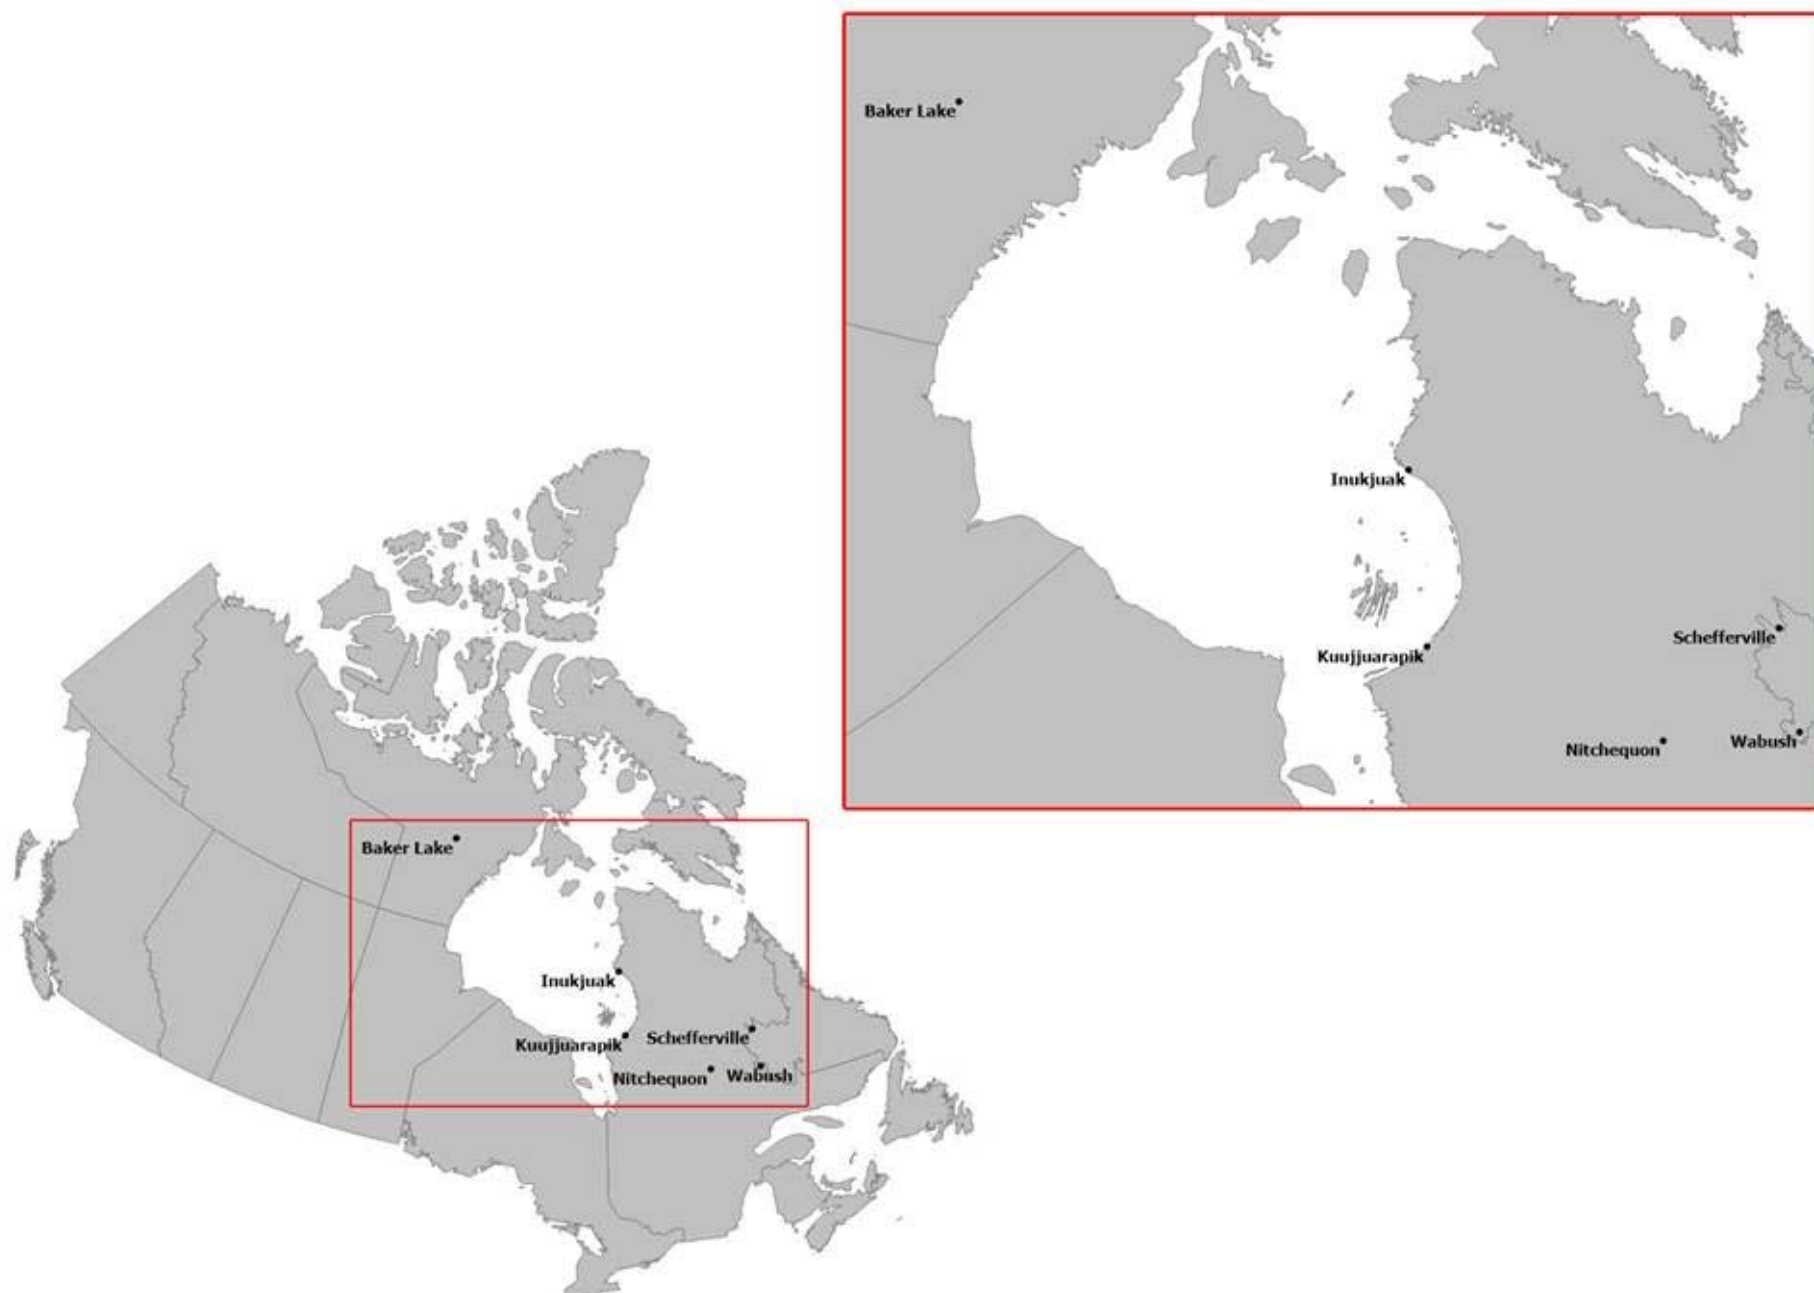 Baker Lake
Inukjuak
Schefferville
Kuujjuarapik
Wabush
Nitchequon
Baker Lake
Inukjuak
Schefferville
Kuujjuarapik
Nitchequon
Wabush